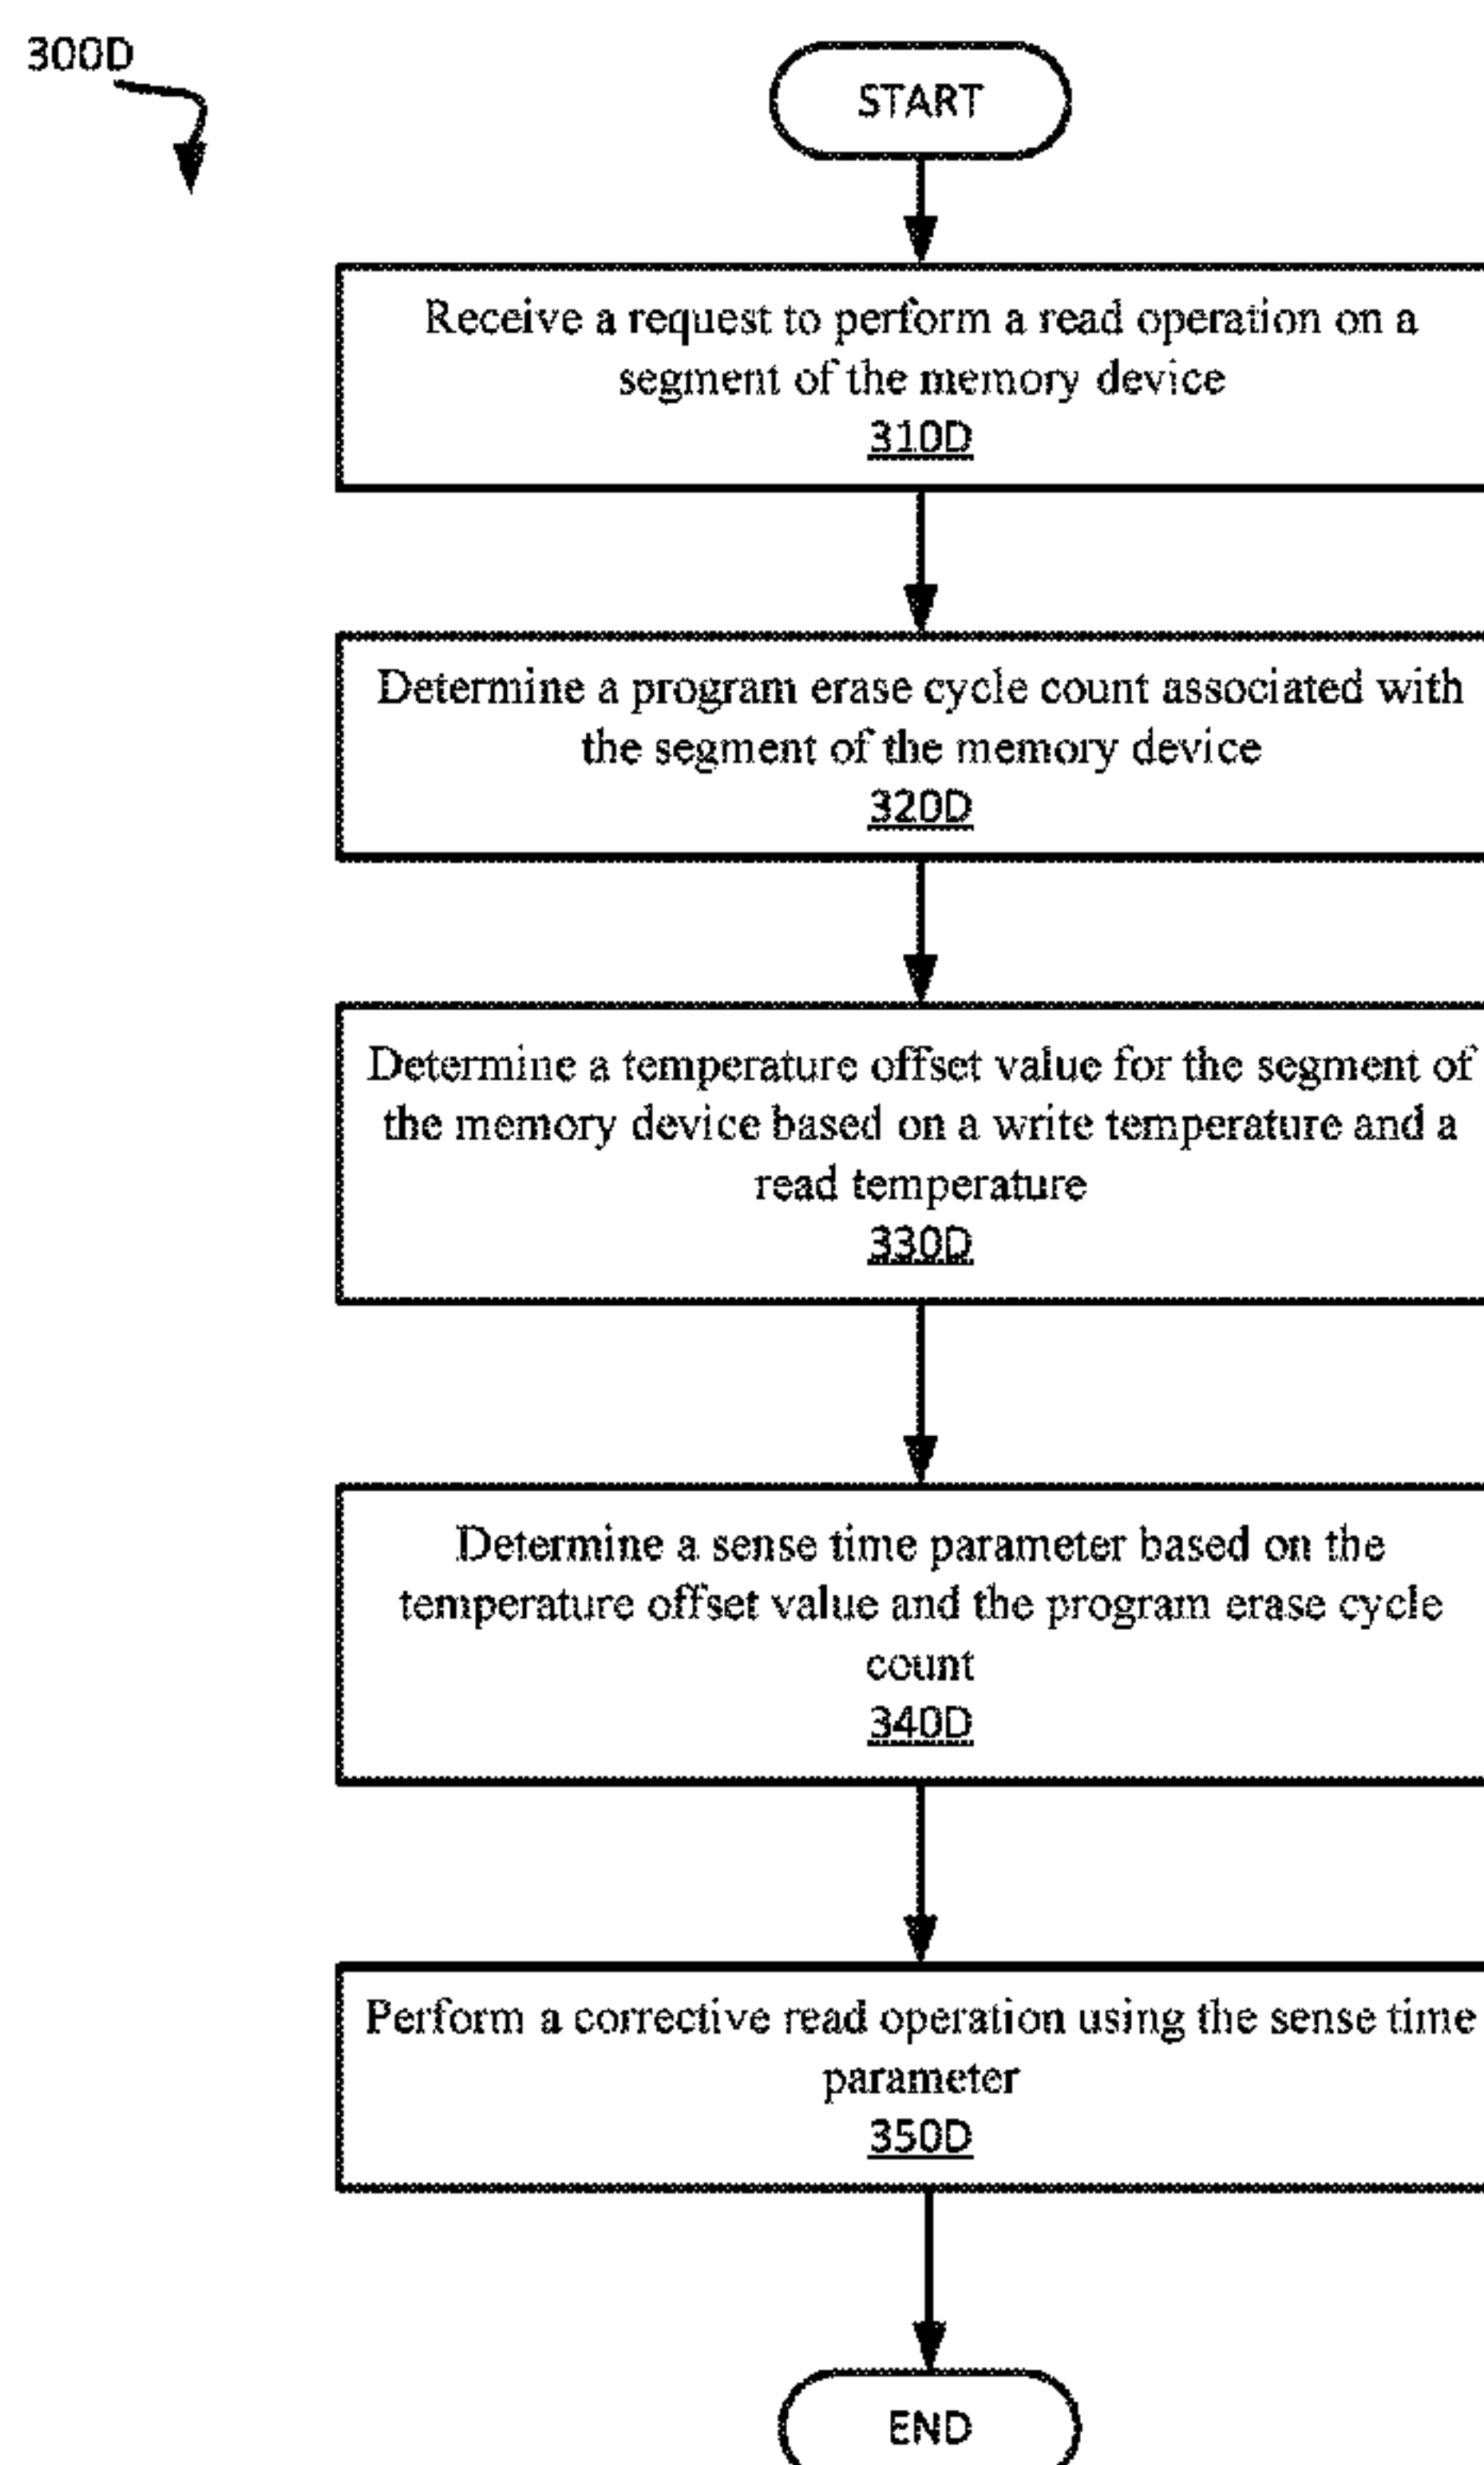 300D
START
Receive a request to perform a read operation on a
segment of the memory device
310D
Determine a program erase cycle count associated with
the segment of the memory device
320D
Determine a temperature offset value for the segment of
the memory device based on a write temperature and a
read temperature
330D
Determine a sense time parameter based on the
temperature offset value and the program erase cycle
count
340D
Perform a corrective read operation using the sense time
parameter
350D
END